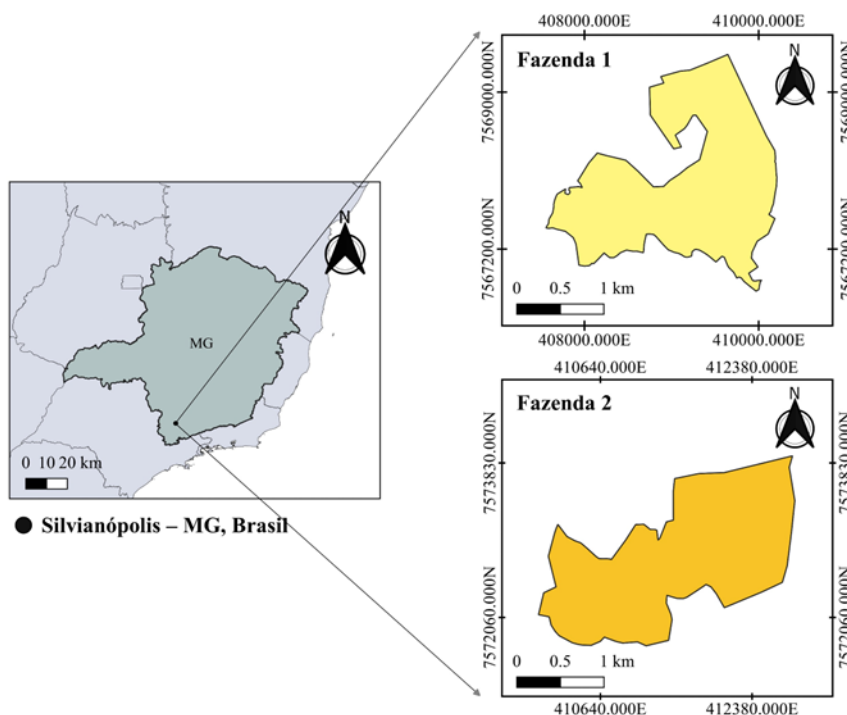 N
MG
0 10 20 km
● Silvianópolis – MG, Brasil
408000.000E 410000.000E
Fazenda 1
N
7569000.000N 7569000.000N
7567200.000N 7567200.000N
0 0.5 1 km
408000.000E 410000.000E
410640.000E 412380.000E
Fazenda 2
N
7573830.000N 7573830.000N
7572060.000N 7572060.000N
0 0.5 1 km
410640.000E 412380.000E